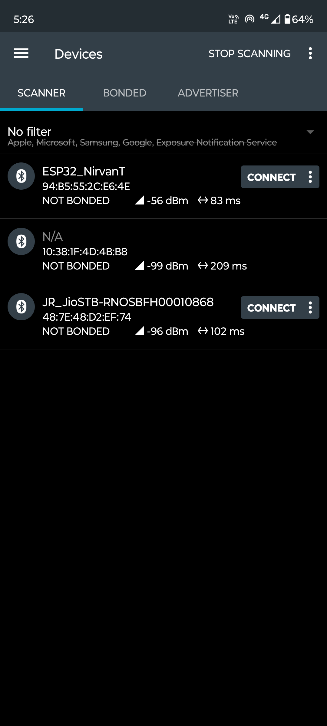 5:26
Vo)) LTE 4G 64%
Devices STOP SCANNING
SCANNER BONDED ADVERTISER
No filter
Apple, Microsoft, Samsung, Google, Exposure Notification Service
ESP32_NirvanT
CONNECT
94:B5:55:2C:E6:4E
NOT BONDED -56 dBm 83 ms
N/A
10:38:1F:4D:4B:B8
NOT BONDED -99 dBm 209 ms
JR_JioSTB-RNOSBFH00010868
CONNECT
48:7E:48:D2:EF:74
NOT BONDED -96 dBm 102 ms